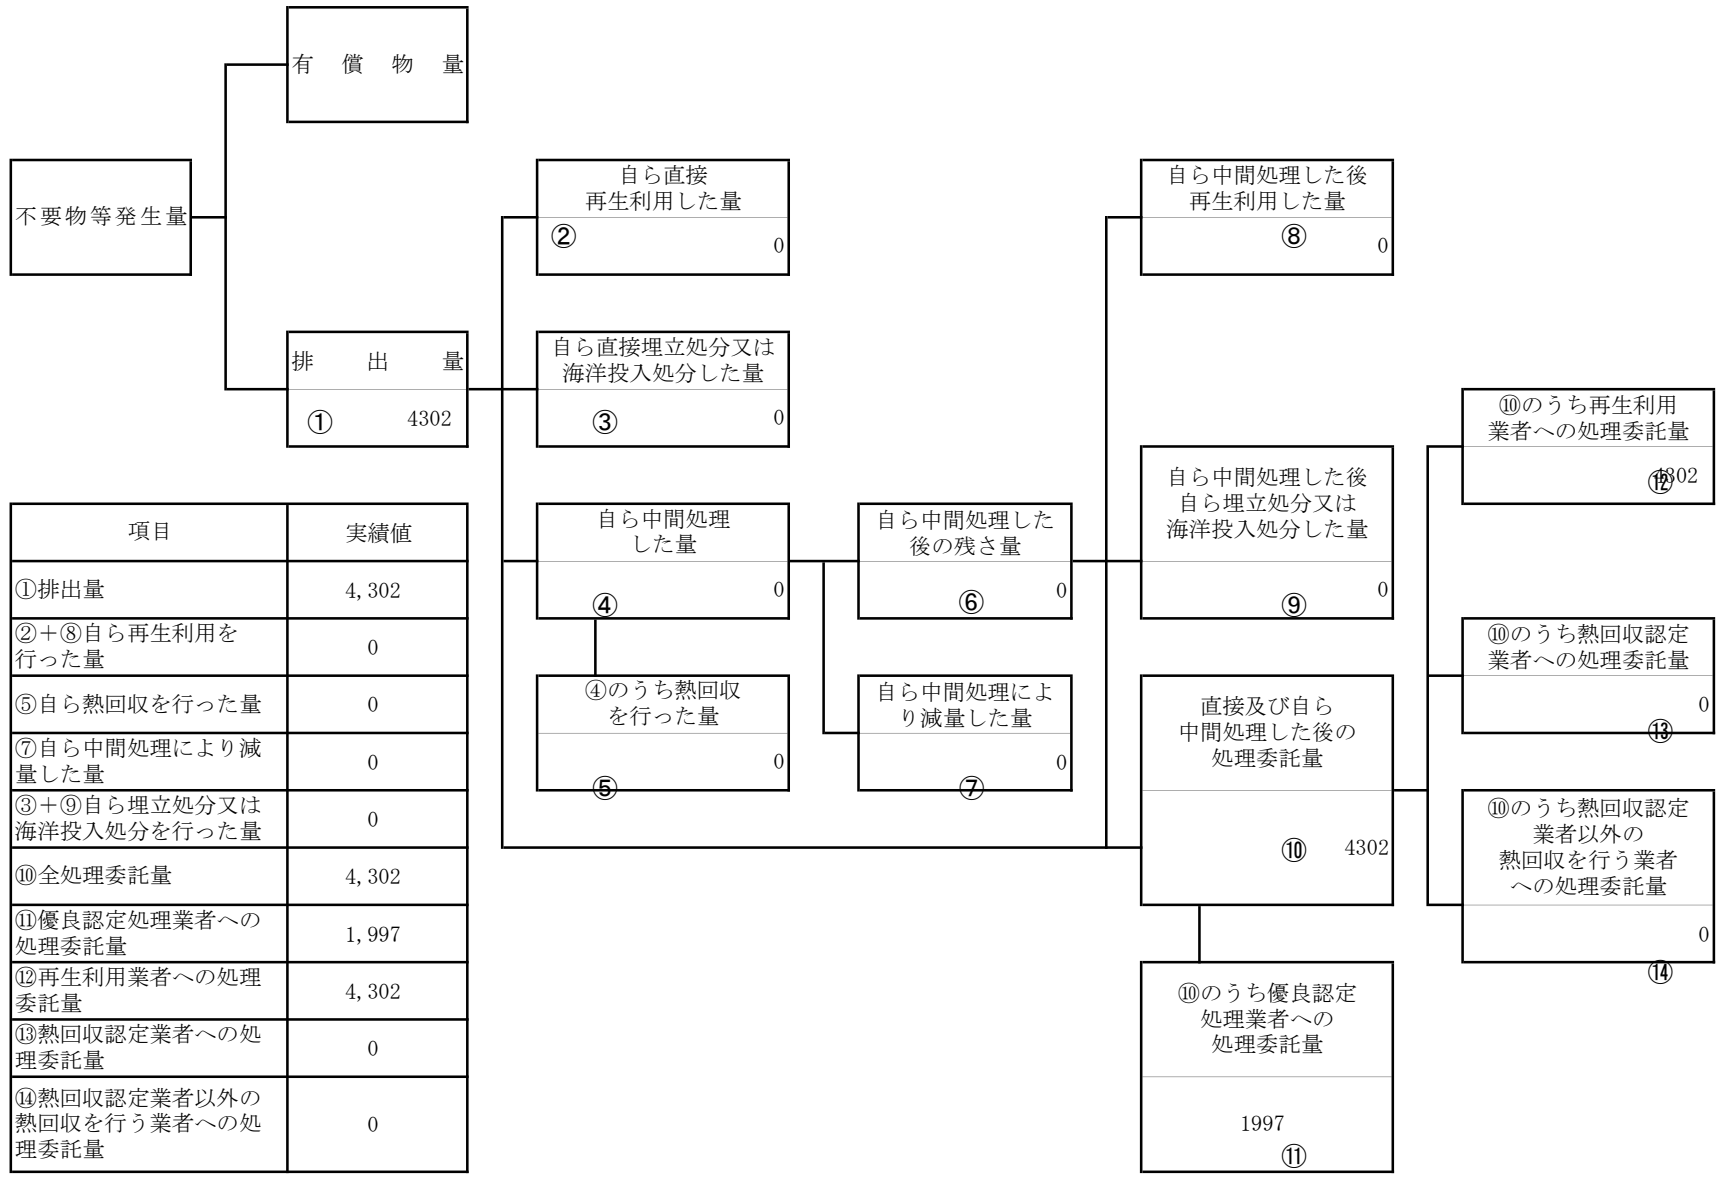 有償物量
不要物等発生量
自ら直接
再生利用した量
②
0
自ら中間処理した後
再生利用した量
⑧
0
排出量
①
4302
自ら直接埋立処分又は
海洋投入処分した量
③
0
⑩のうち再生利用
業者への処理委託量
⑫
4302
自ら中間処理
した量
④
0
自ら中間処理した
後の残さ量
⑥
0
自ら中間処理した後
自ら埋立処分又は
海洋投入処分した量
⑨
0
④のうち熱回収
を行った量
⑤
0
自ら中間処理によ
り減量した量
⑦
0
直接及び自ら
中間処理した後の
処理委託量
⑩
4302
⑩のうち熱回収認定
業者への処理委託量
0
⑬
⑩のうち熱回収認定
業者以外の
熱回収を行う業者
への処理委託量
0
⑭
⑩のうち優良認定
処理業者への
処理委託量
1997
⑪
項目 実績値
①排出量 4,302
②+⑧自ら再生利用を
行った量 0
⑤自ら熱回収を行った量 0
⑦自ら中間処理により減
量した量 0
③+⑨自ら埋立処分又は
海洋投入処分を行った量 0
⑩全処理委託量 4,302
⑪優良認定処理業者への
処理委託量 1,997
⑫再生利用業者への処理
委託量 4,302
⑬熱回収認定業者への処
理委託量 0
⑭熱回収認定業者以外の
熱回収を行う業者への処
理委託量 0